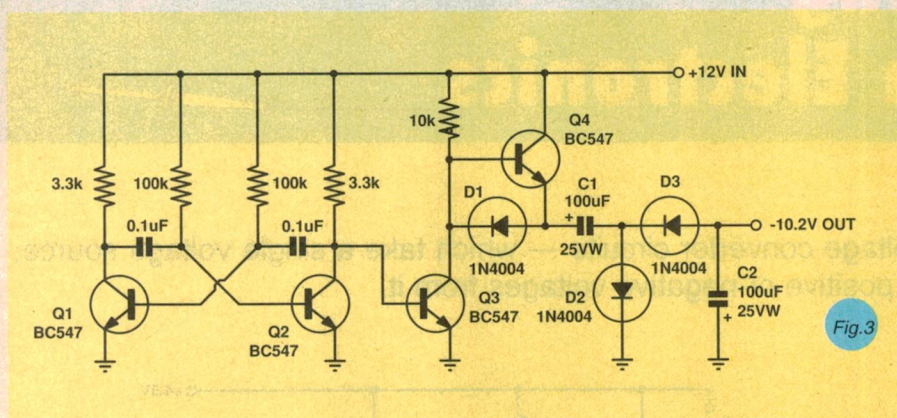 +12V IN
10k
Q4
BC547
3.3k
100k
100k
3.3k
D1
C1
100uF
+
D3
0.1uF
0.1uF
-10.2V OUT
25VW
1N4004
1N4004
C2
100uF
25VW
+
Q1
BC547
Q2
BC547
Q3
BC547
D2
1N4004
Fig.3